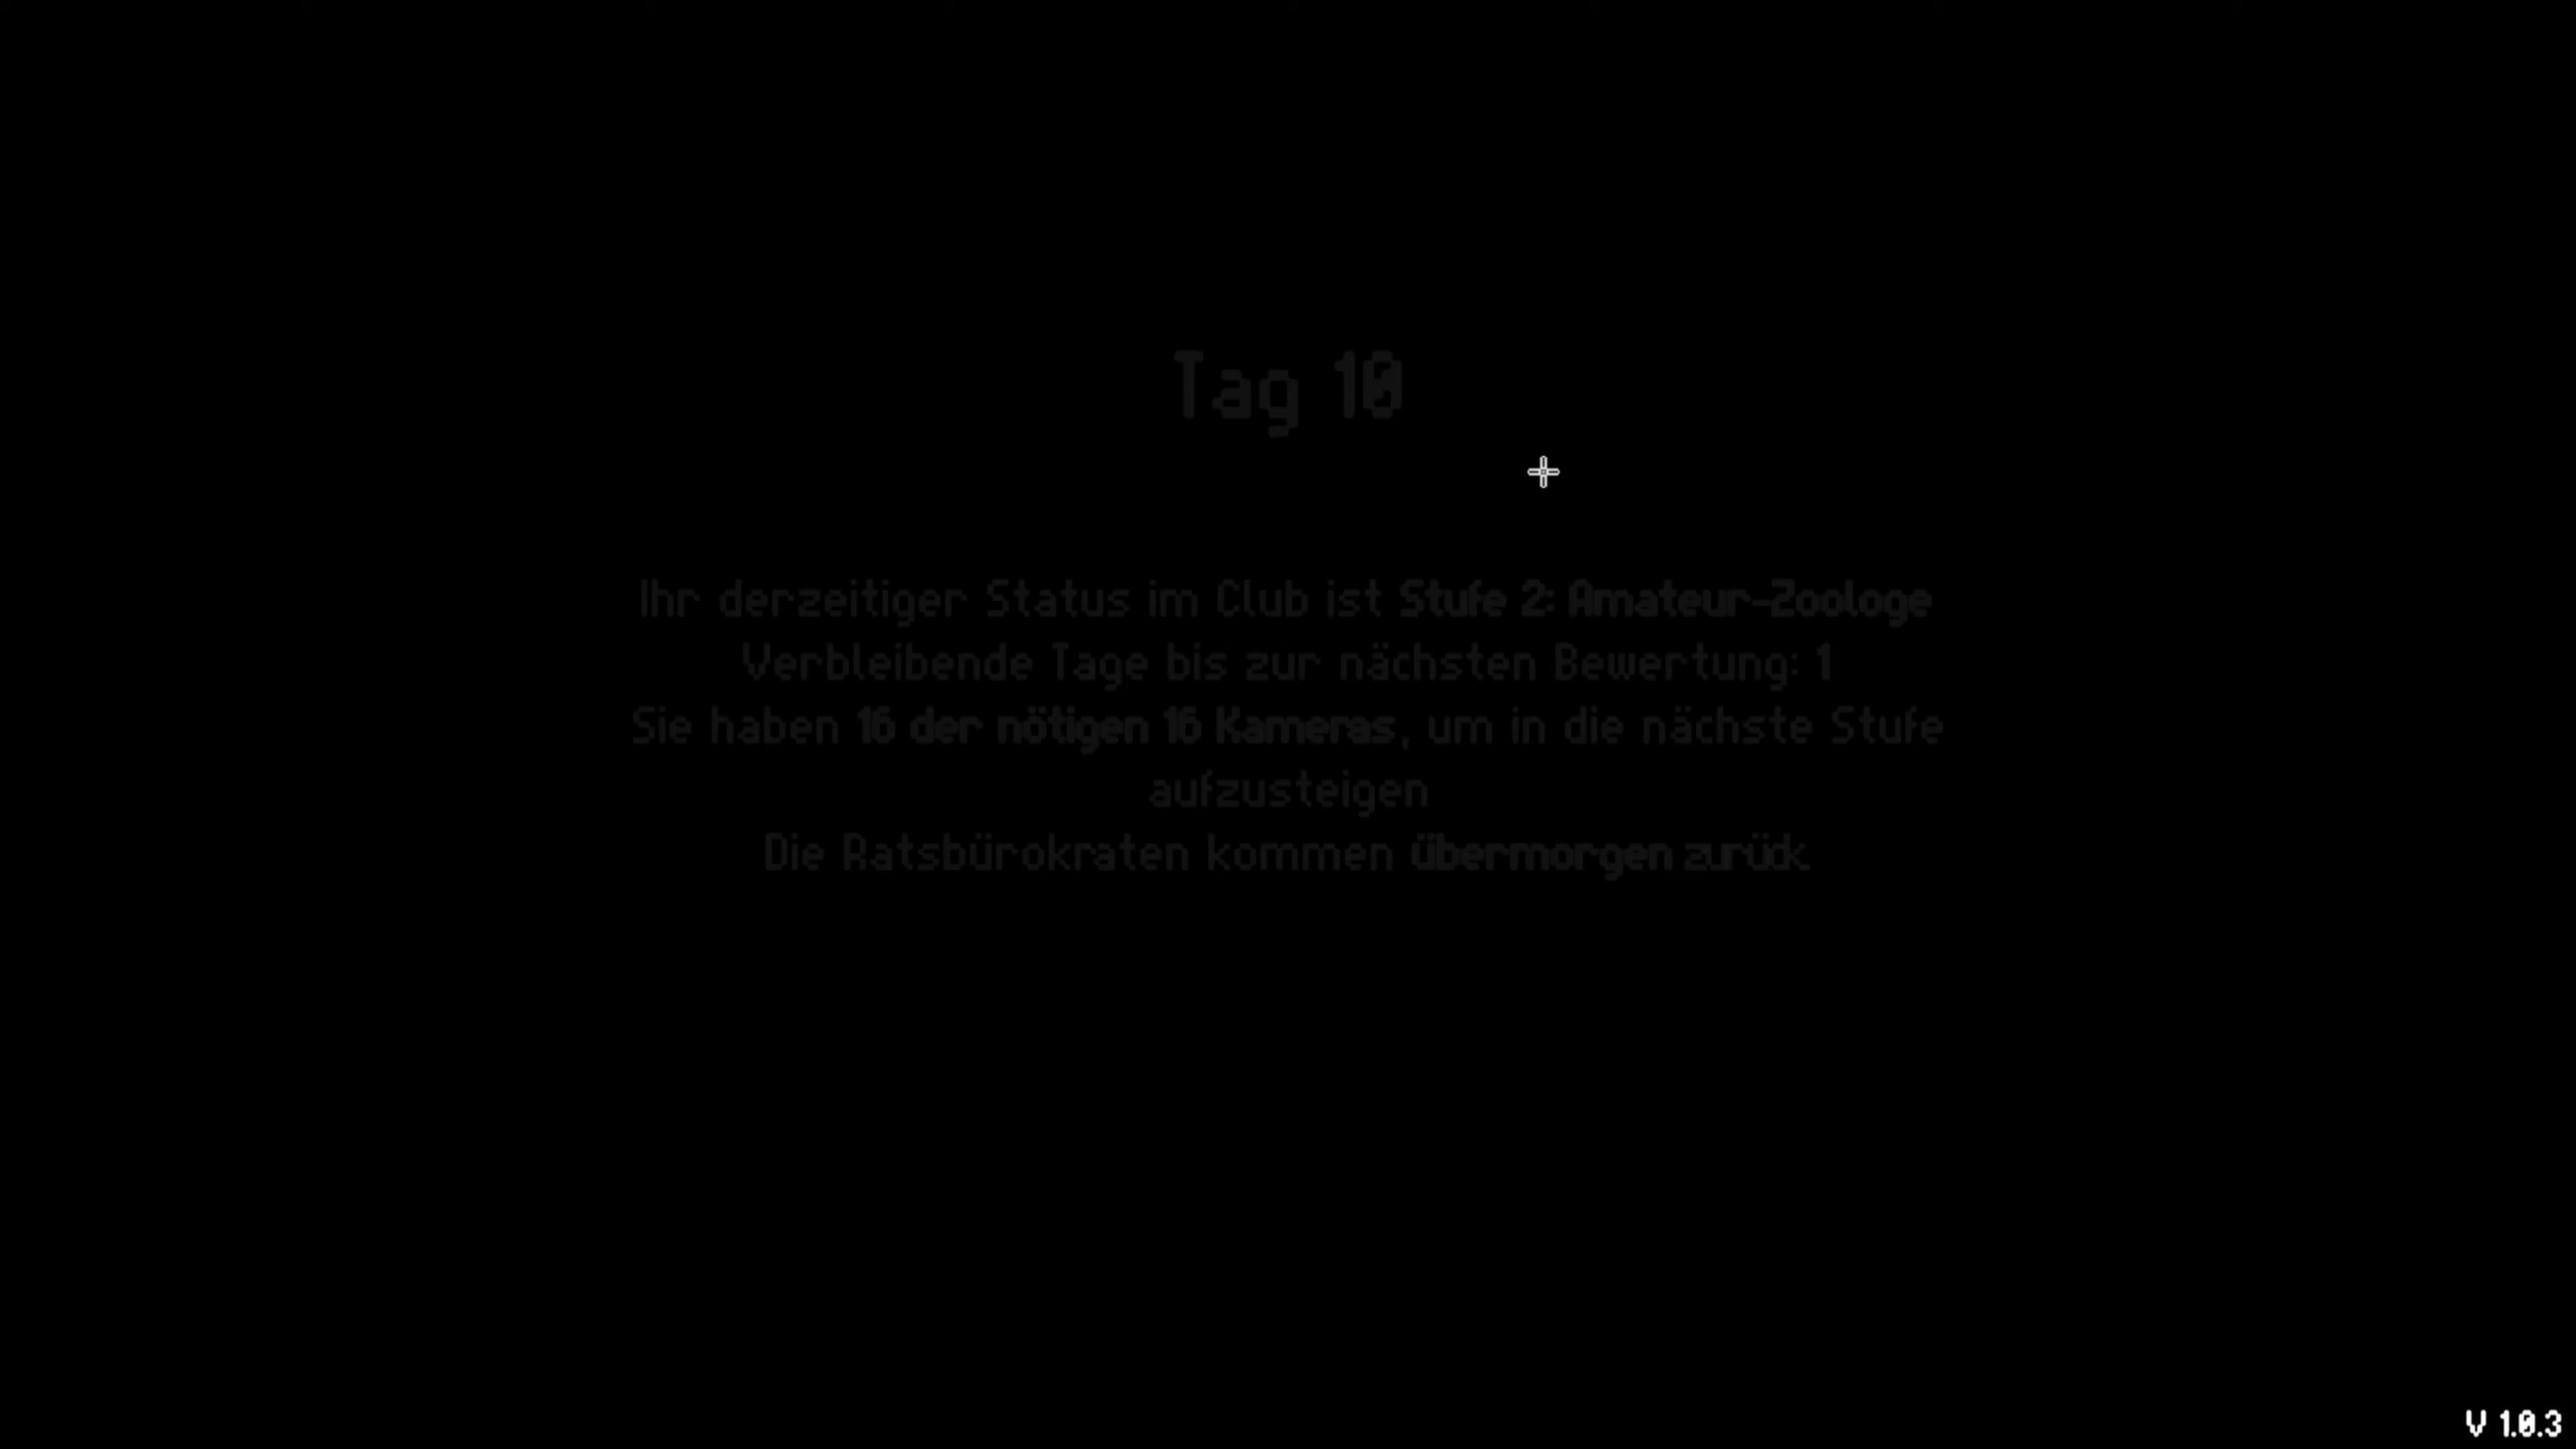 Tag 10
Ihr derzeitiger Status im Club ist Stufe 2: Amateur-Zoologe
Verbleibende Tage bis zur nächsten Bewertung: 1
Sie haben 16 der nötigen 16 Kameras, um in die nächste Stufe
aufzusteigen
Die Ratsbürokraten kommen übermorgen zurück.
V 1.0.3